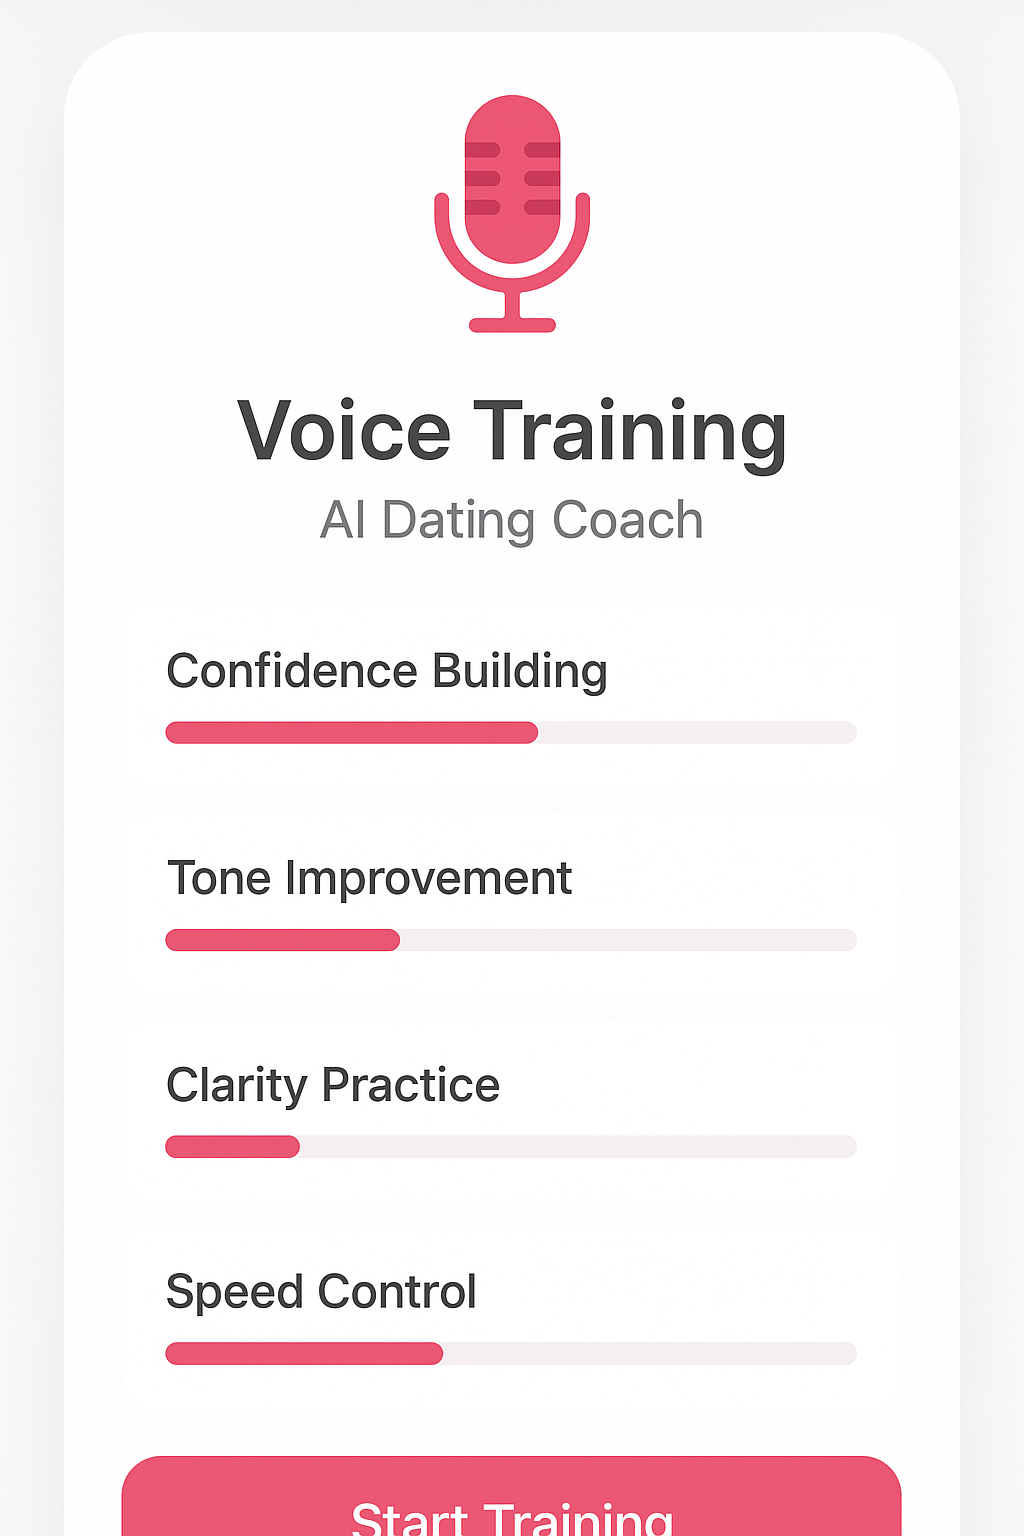 Voice Training
AI Dating Coach
Confidence Building
Tone Improvement
Clarity Practice
Speed Control
Start Training